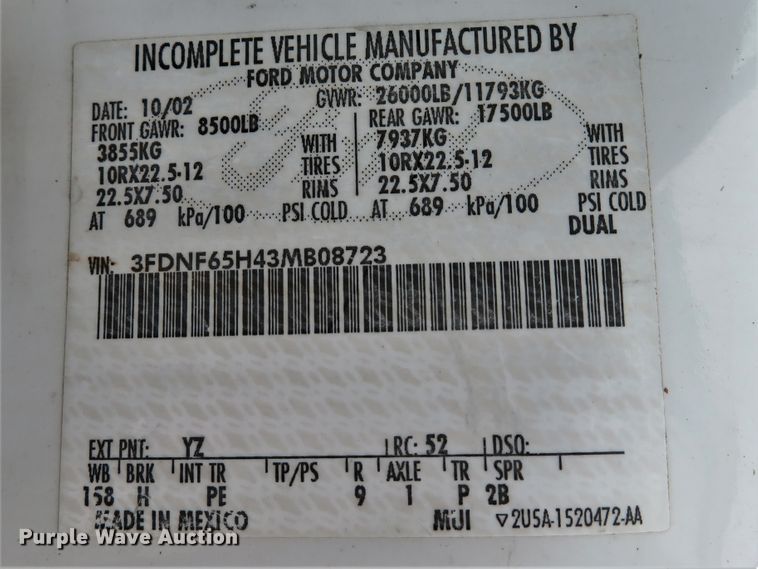 INCOMPLETE VEHICLE MANUFACTURED BY
FORD MOTOR COMPANY
DATE: 10/02 GVWR: 26000LB/11793KG
FRONT GAWR: 8500LB REAR GAWR: 17500LB
3855KG WITH 7937KG WITH
10RX22.5-12 TIRES 10RX22.5-12 TIRES
22.5X7.50 RIMS 22.5X7.50 RIMS
AT 689 kPa/100 PSI COLD AT 689 kPa/100 PSI COLD
DUAL
VIN: 3FDNF65H43MB08723
EXT PNT: YZ RC: 52 DSO:
WB BRK INT TR TP/PS R AXLE TR SPR
158 H PE 9 1 P 2B
MADE IN MEXICO MUI ▽2U5A-1520472-AA
Purple Wave Auction